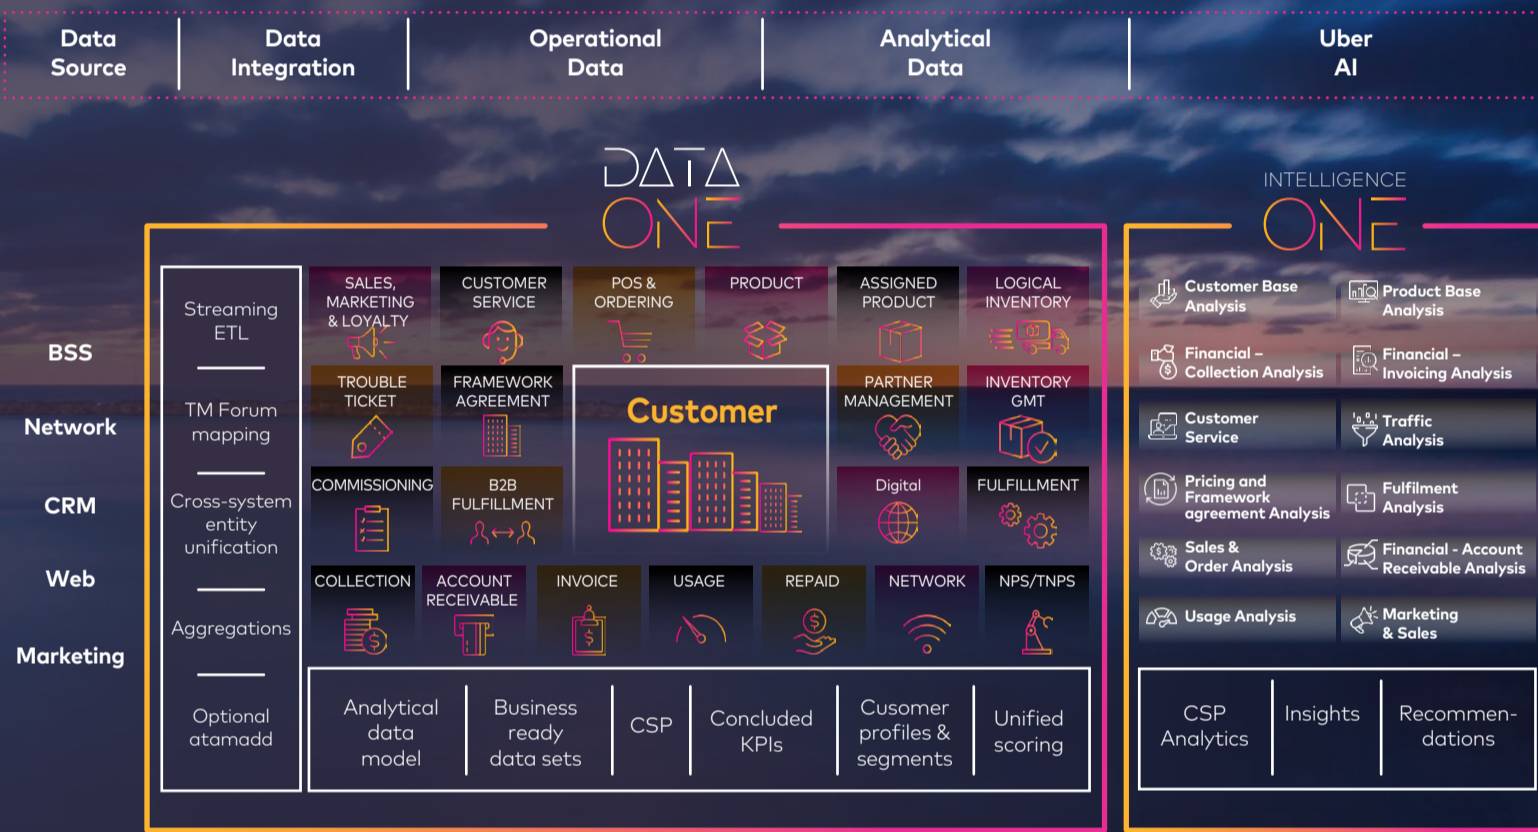 Data
Source
Data
Integration
Operational
Data
Analytical
Data
Uber
AI
DATA
ONE
INTELLIGENCE
ONE
BSS
Network
CRM
Web
Marketing
Streaming
ETL
TM Forum
mapping
Cross-system
entity
unification
Aggregations
Optional
atamadd
SALES,
MARKETING
& LOYALTY
CUSTOMER
SERVICE
POS &
ORDERING
PRODUCT
ASSIGNED
PRODUCT
LOGICAL
INVENTORY
TROUBLE
TICKET
FRAMEWORK
AGREEMENT
Customer
PARTNER
MANAGEMENT
INVENTORY
GMT
COMMISSIONING
B2B
FULFILLMENT
Digital
FULFILLMENT
COLLECTION
ACCOUNT
RECEIVABLE
INVOICE
USAGE
REPAID
NETWORK
NPS/TNPS
Analytical
data
model
Business
ready
data sets
CSP
Concluded
KPIs
Cusomer
profiles &
segments
Unified
scoring
Customer Base
Analysis
Product Base
Analysis
Financial –
Collection Analysis
Financial –
Invoicing Analysis
Customer
Service
Traffic
Analysis
Pricing and
Framework
agreement Analysis
Fulfilment
Analysis
Sales &
Order Analysis
Financial - Account
Receivable Analysis
Usage Analysis
Marketing
& Sales
CSP
Analytics
Insights
Recommen-
dations